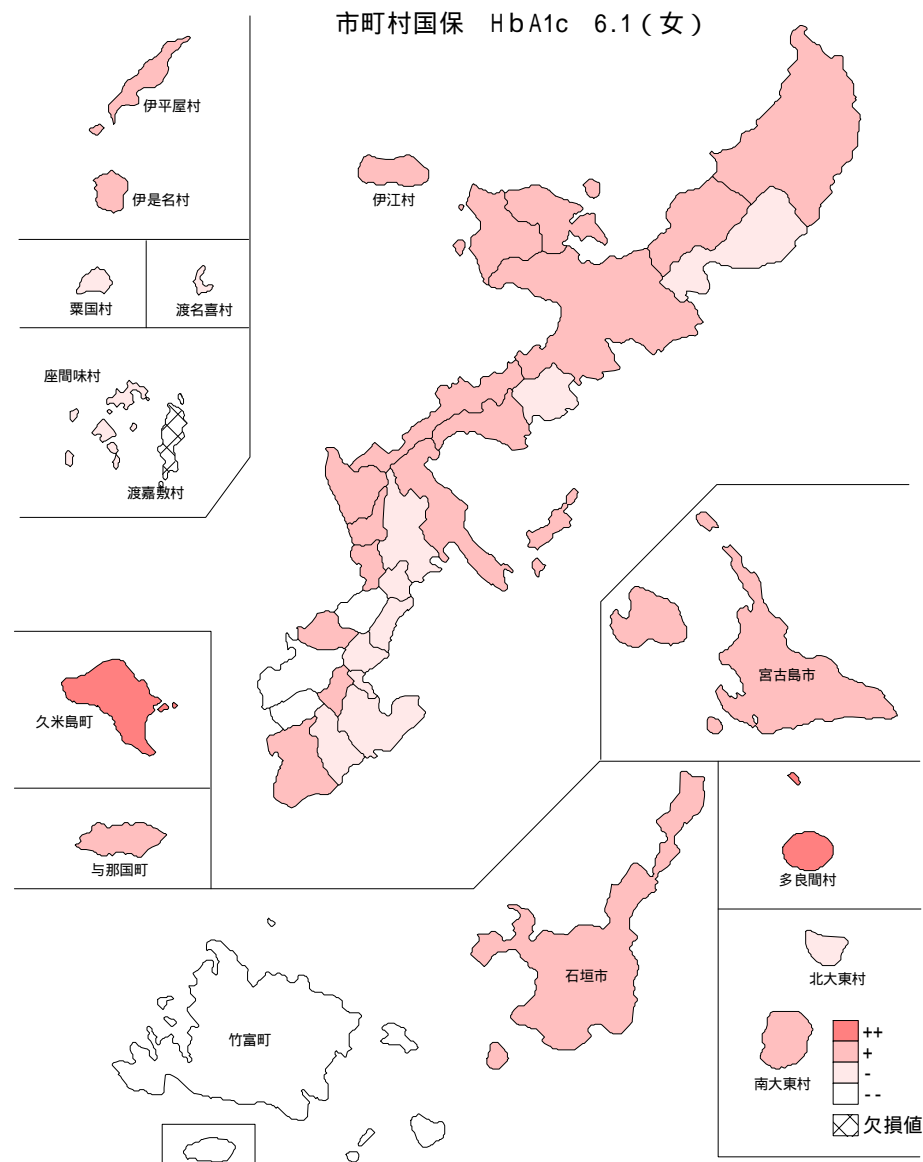 市町村国保 HbA1c 6.1(女)
伊平屋村
伊是名村
伊江村
粟国村
渡名喜村
座間味村
渡嘉敷村
久米島町
宮古島市
与那国町
多良間村
石垣市
北大東村
竹富町
南大東村
++
+
-
--
欠損値